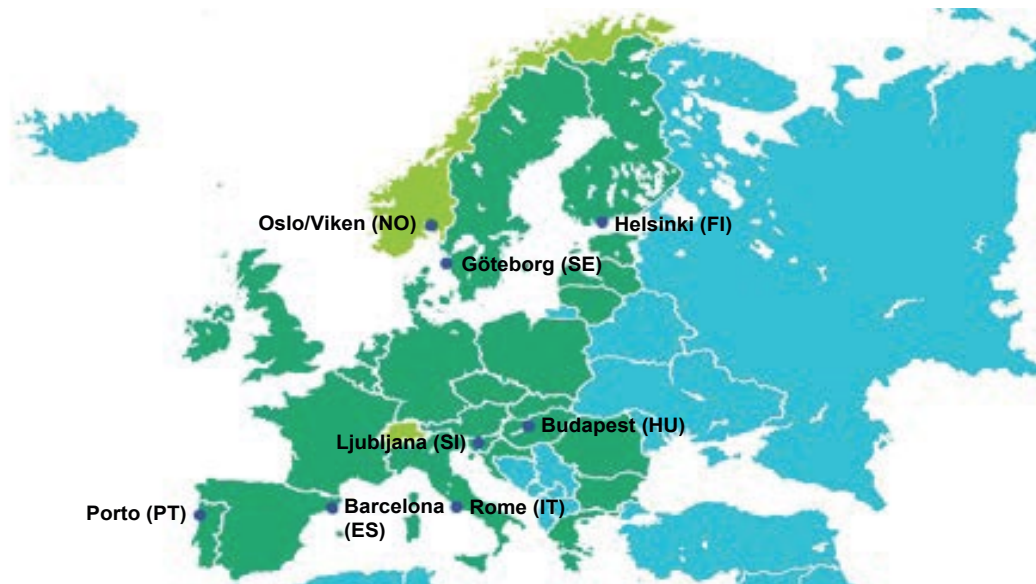 Oslo/Viken (NO)
Helsinki (FI)
Göteborg (SE)
Budapest (HU)
Ljubljana (SI)
Porto (PT)
Barcelona
(ES)
Rome (IT)